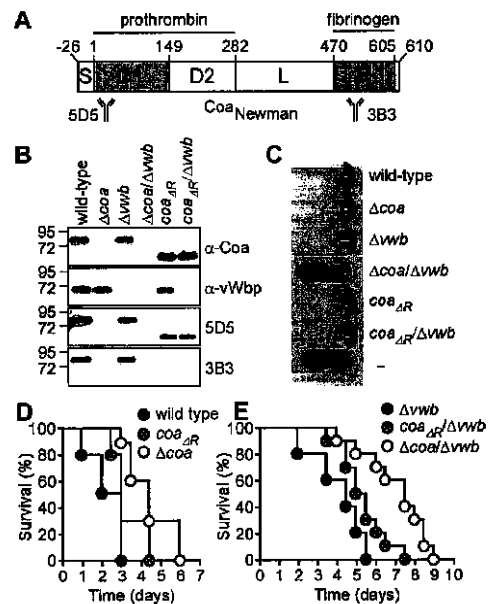 A
prothrombin
fibrinogen
-26 1 149 282 470 605 610
S D2 L
5D5 CoaNewman 3B3
B
wild-type Δcoa Δvwb Δcoa/Δvwb coaΔR coaΔR/Δvwb
95
72
α-Coa
95
72
α-vWbp
95
72
5D5
95
72
3B3
C
wild-type
Δcoa
Δvwb
Δcoa/Δvwb
coaΔR
coaΔR/Δvwb
–
D
wild type
coaΔR
Δcoa
Survival (%)
100
80
60
40
20
0
0 1 2 3 4 5 6 7
Time (days)
E
Δvwb
coaΔR/Δvwb
Δcoa/Δvwb
Survival (%)
100
80
60
40
20
0
0 1 2 3 4 5 6 7 8 9 10
Time (days)